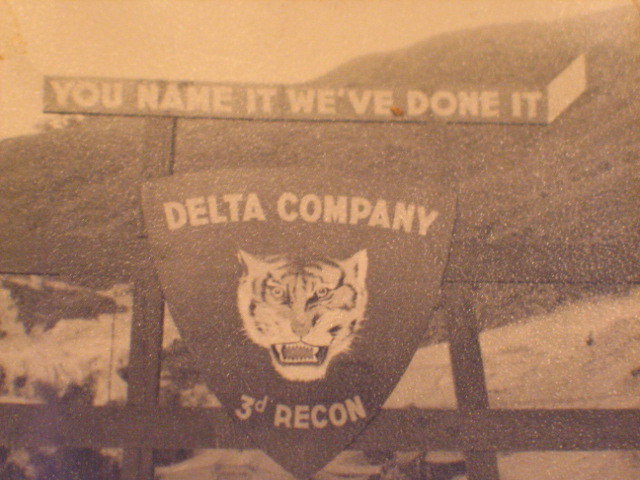 YOU NAME IT WE'VE DONE IT
DELTA COMPANY
3d RECON